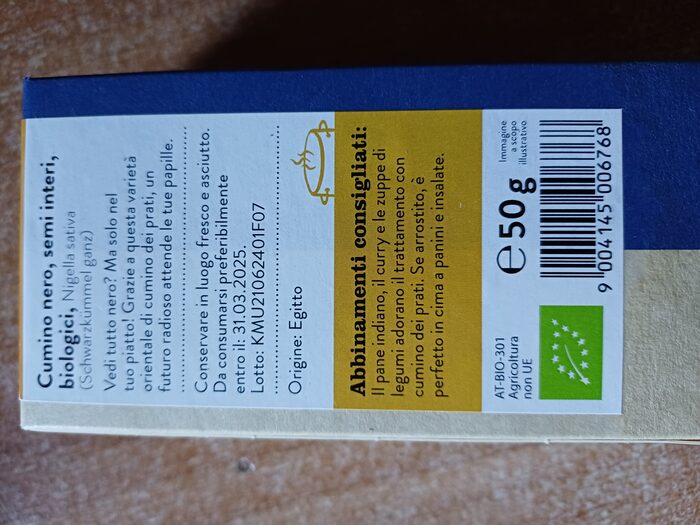 Cumino nero, semi interi,
biologici, Nigella sativa
(Schwarzkümmel ganz)
Vedi tutto nero? Ma solo nel
tuo piatto! Grazie a questa varietà
orientale di cumino dei prati, un
futuro radioso attende le tue papille.
Conservare in luogo fresco e asciutto.
Da consumarsi preferibilmente
entro il: 31.03.2025.
Lotto: KMU21062401F07
Origine: Egitto
Abbinamenti consigliati:
Il pane indiano, il curry e le zuppe di
legumi adorano il trattamento con
cumino dei prati. Se arrostito, è
perfetto in cima a panini e insalate.
℮50g
Immagine
a scopo
illustrativo
AT-BIO-301
Agricoltura
non UE
9 004145 006768